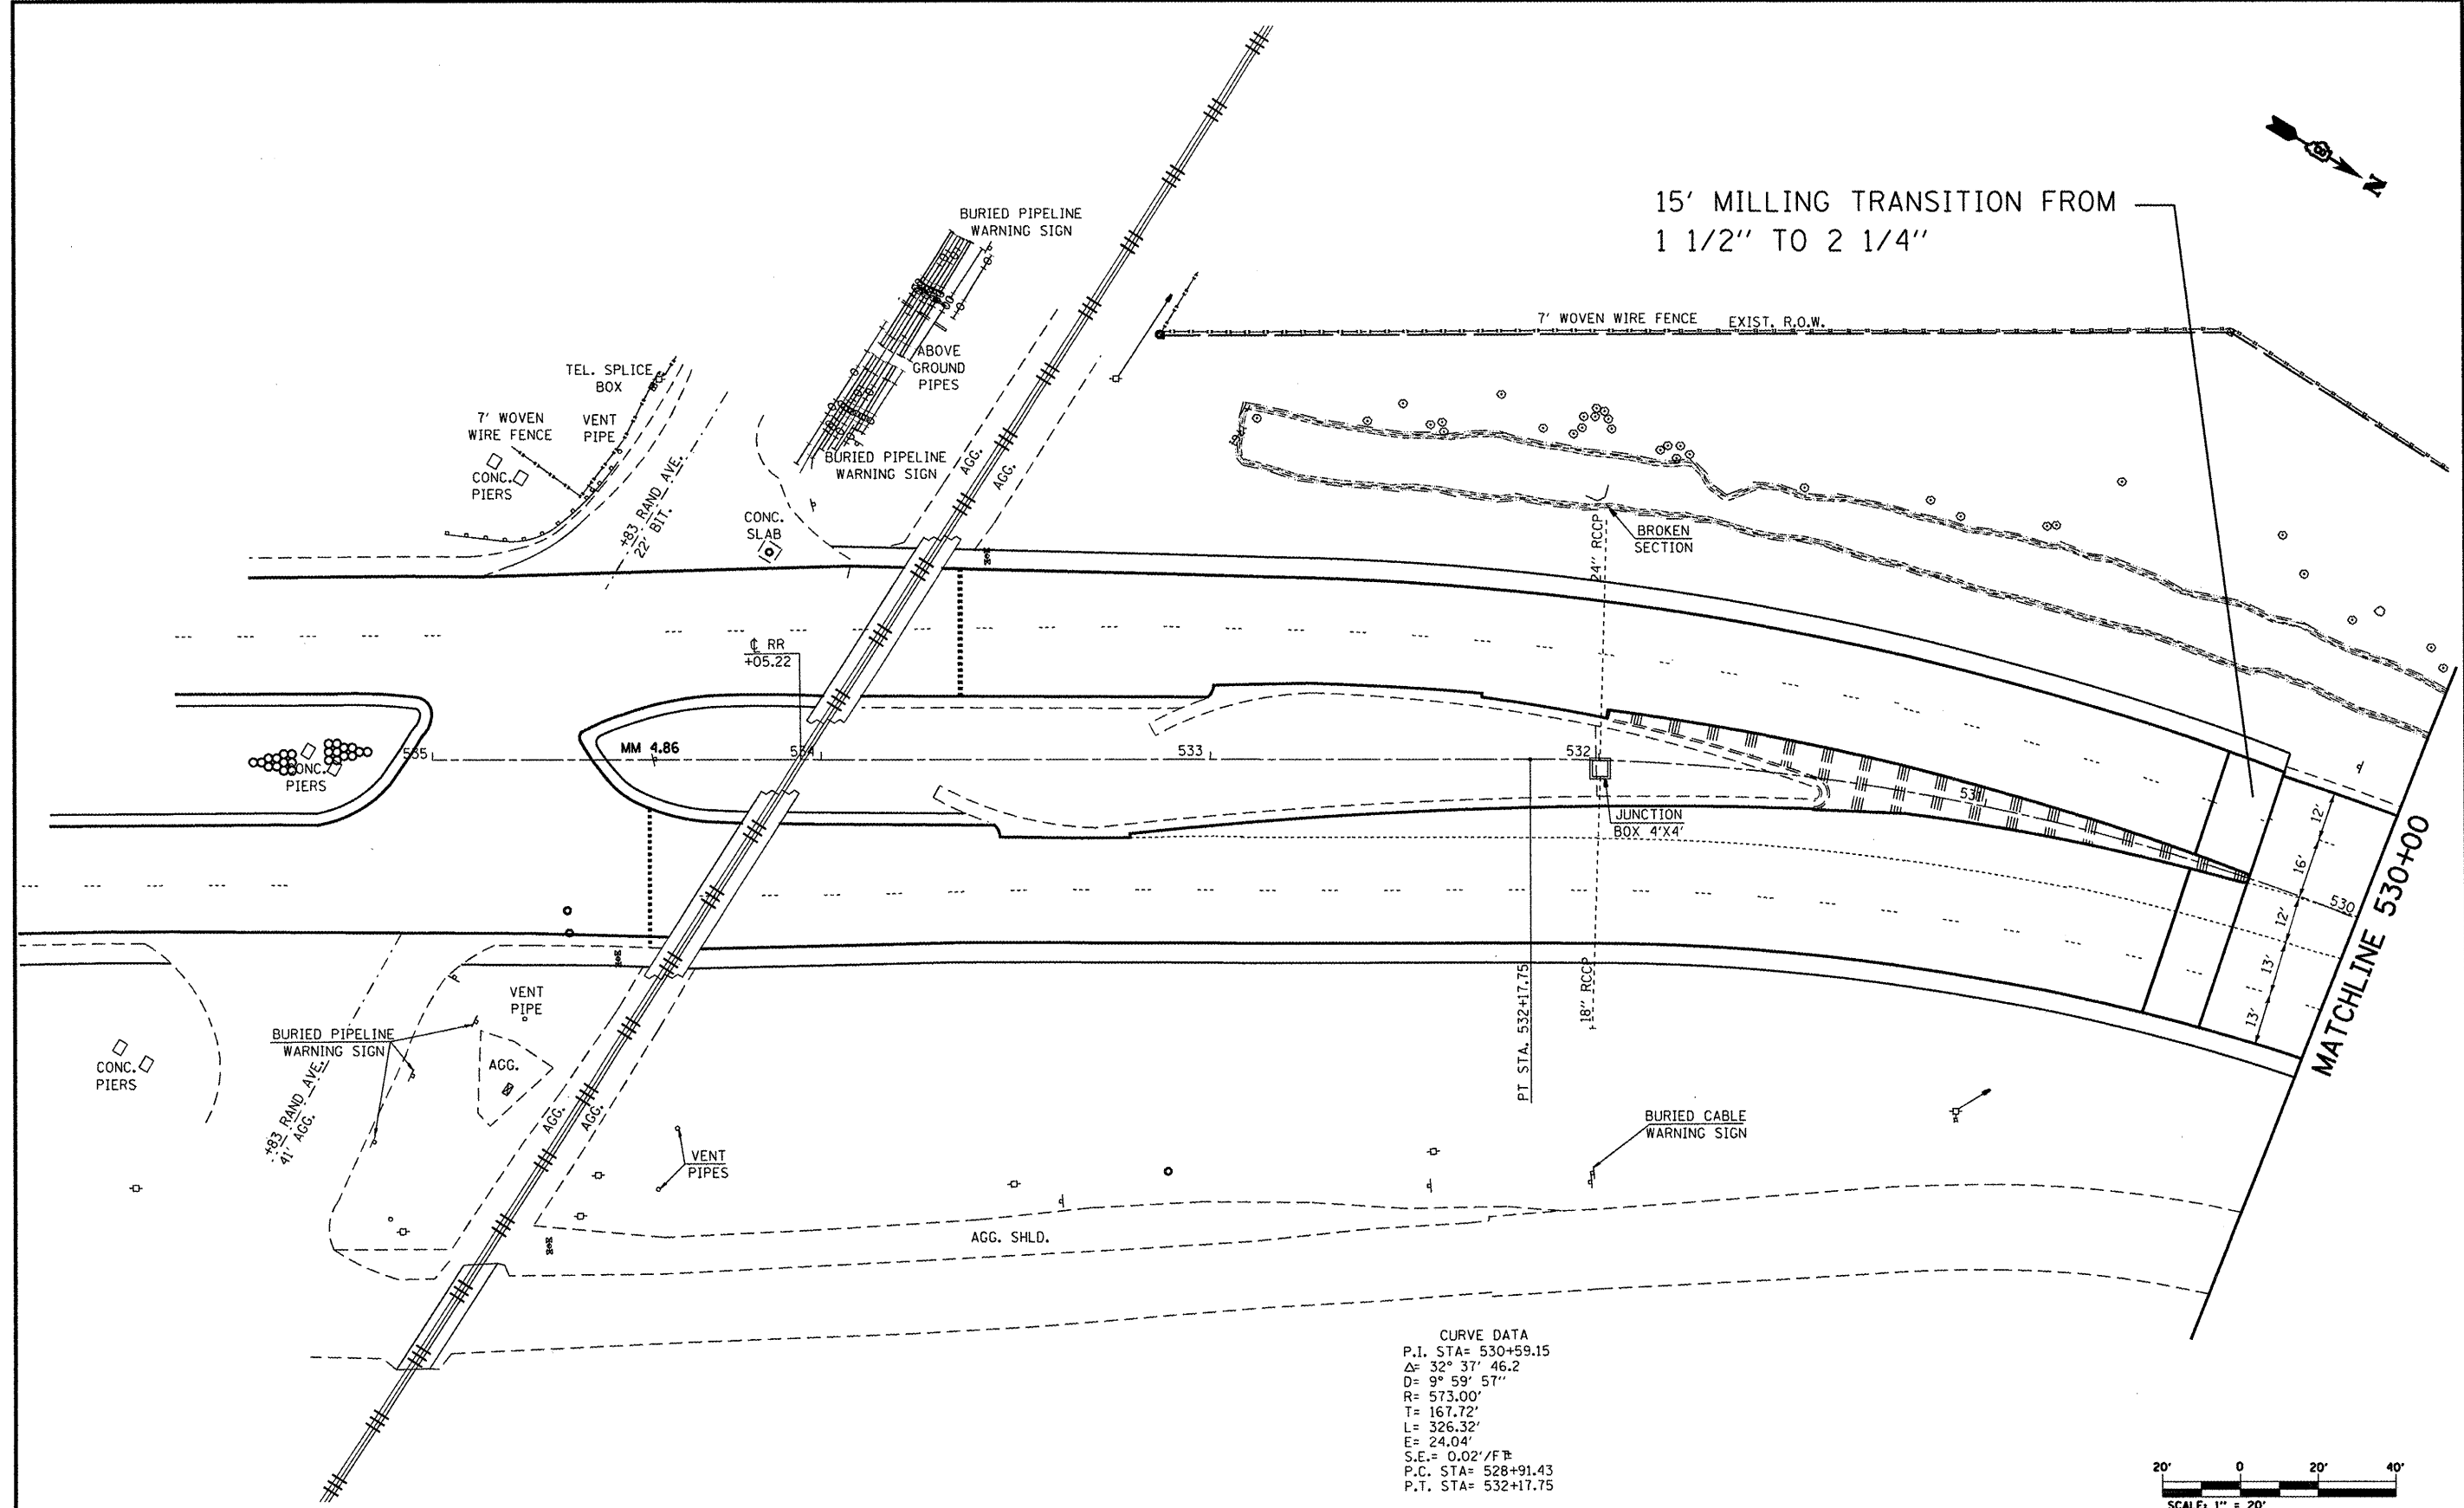 N
15' MILLING TRANSITION FROM
1 1/2'' TO 2 1/4''
BURIED PIPELINE
WARNING SIGN
7' WOVEN WIRE FENCE
EXIST. R.O.W.
ABOVE
GROUND
PIPES
TEL. SPLICE
BOX
7' WOVEN
WIRE FENCE
VENT
PIPE
CONC.
PIERS
BURIED PIPELINE
WARNING SIGN
AGG.
AGG.
+83 RAND AVE.
22' BIT.
CONC.
SLAB
24'' RCCP
BROKEN
SECTION
℄ RR
+05.22
MM 4.86
535
534
533
532
531
530
CONC.
PIERS
JUNCTION
BOX 4'X4'
12'
16'
12'
13'
13'
MATCHLINE 530+00
PT STA. 532+17.75
18'' RCCP
VENT
PIPE
BURIED PIPELINE
WARNING SIGN
AGG.
CONC.
PIERS
+83 RAND AVE.
41' AGG.
AGG.
AGG.
VENT
PIPES
BURIED CABLE
WARNING SIGN
AGG. SHLD.
CURVE DATA
P.I. STA= 530+59.15
Δ= 32° 37' 46.2
D= 9° 59' 57''
R= 573.00'
T= 167.72'
L= 326.32'
E= 24.04'
S.E.= 0.02'/FT
P.C. STA= 528+91.43
P.T. STA= 532+17.75
20' 0 20' 40'
SCALE: 1'' = 20'